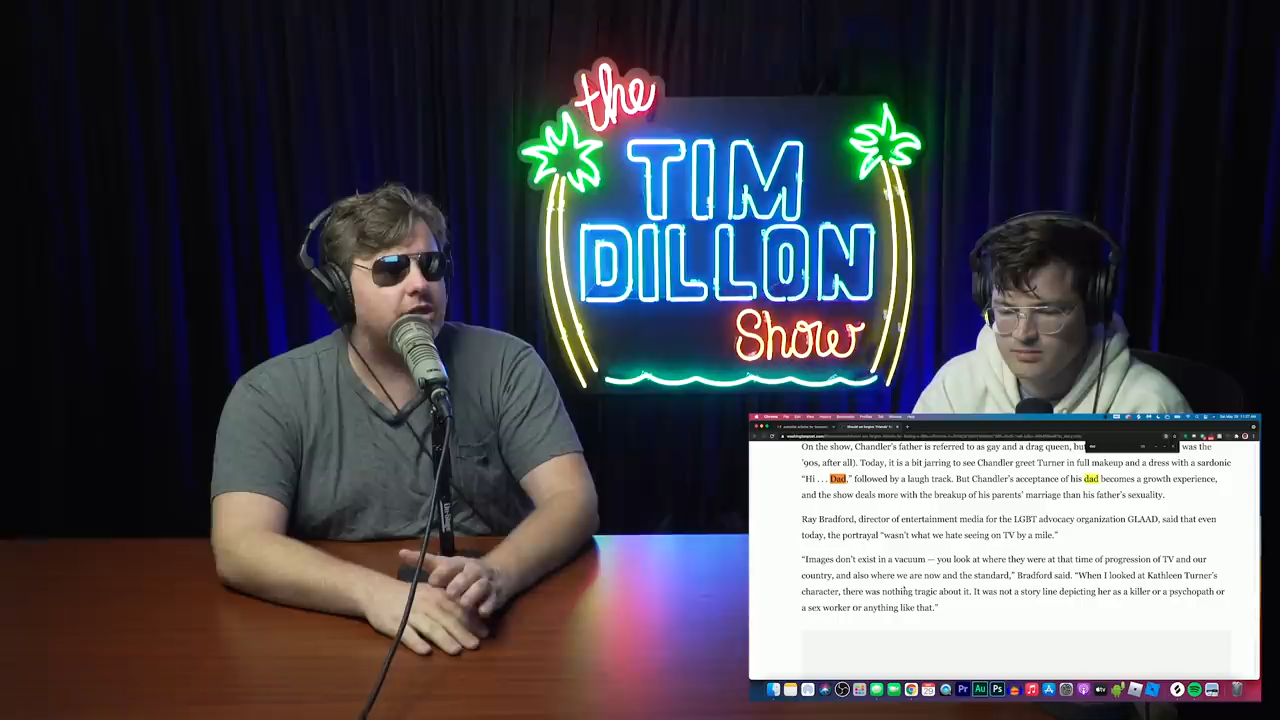 the
TIM
DILLON
Show
On the show, Chandler's father is referred to as gay and a drag queen, bu
was the
'90s, after all). Today, it is a bit jarring to see Chandler greet Turner in full makeup and a dress with a sardonic
"Hi . . . Dad," followed by a laugh track. But Chandler's acceptance of his dad becomes a growth experience,
and the show deals more with the breakup of his parents' marriage than his father's sexuality.
Ray Bradford, director of entertainment media for the LGBT advocacy organization GLAAD, said that even
today, the portrayal "wasn't what we hate seeing on TV by a mile."
"Images don't exist in a vacuum — you look at where they were at that time of progression of TV and our
country, and also where we are now and the standard," Bradford said. "When I looked at Kathleen Turner's
character, there was nothing tragic about it. It was not a story line depicting her as a killer or a psychopath or
a sex worker or anything like that."